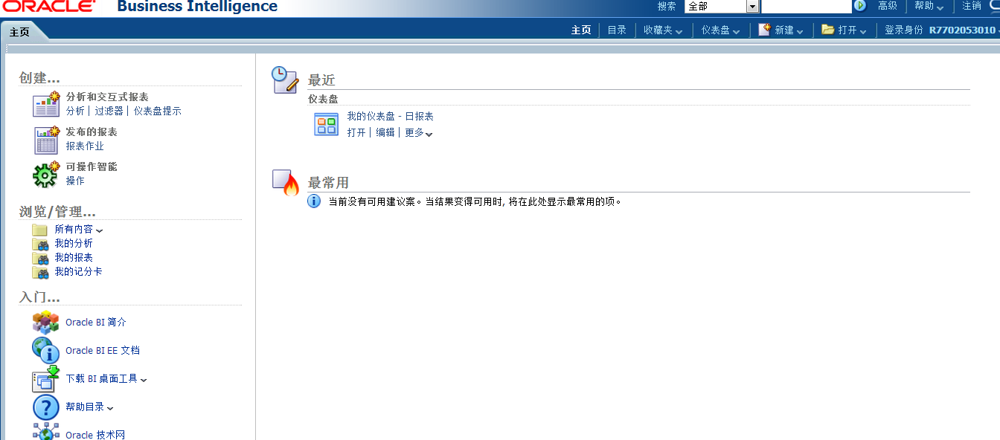 ORACLE Business Intelligence
搜索 全部 高级 帮助 注销
主页
主页 目录 收藏夹 仪表盘 新建 打开 登录身份 R7702053010
创建...
分析和交互式报表
分析 | 过滤器 | 仪表盘提示
发布的报表
报表作业
可操作智能
操作
浏览/管理...
所有内容
我的分析
我的报表
我的记分卡
入门...
Oracle BI 简介
Oracle BI EE 文档
下载 BI 桌面工具
帮助目录
Oracle 技术网
最近
仪表盘
我的仪表盘 - 日报表
打开 | 编辑 | 更多
最常用
当前没有可用建议案。当结果变得可用时, 将在此处显示最常用的项。